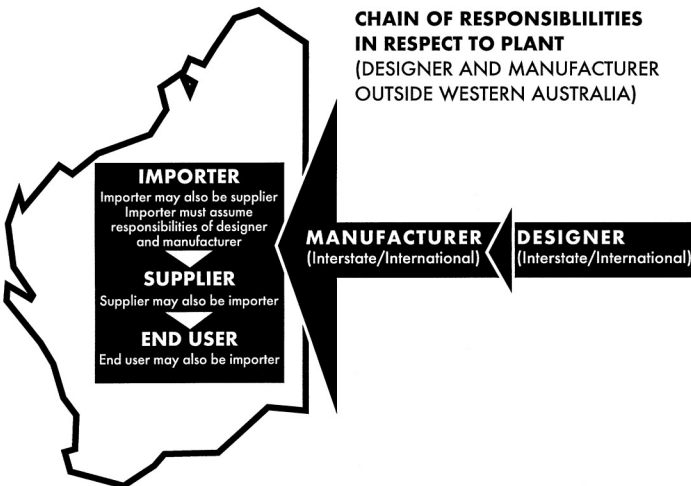 CHAIN OF RESPONSIBLILITIES
IN RESPECT TO PLANT
(DESIGNER AND MANUFACTURER
OUTSIDE WESTERN AUSTRALIA)
IMPORTER
Importer may also be supplier
Importer must assume
responsibilities of designer
and manufacturer
SUPPLIER
Supplier may also be importer
END USER
End user may also be importer
MANUFACTURER
(Interstate/International)
DESIGNER
(Interstate/International)